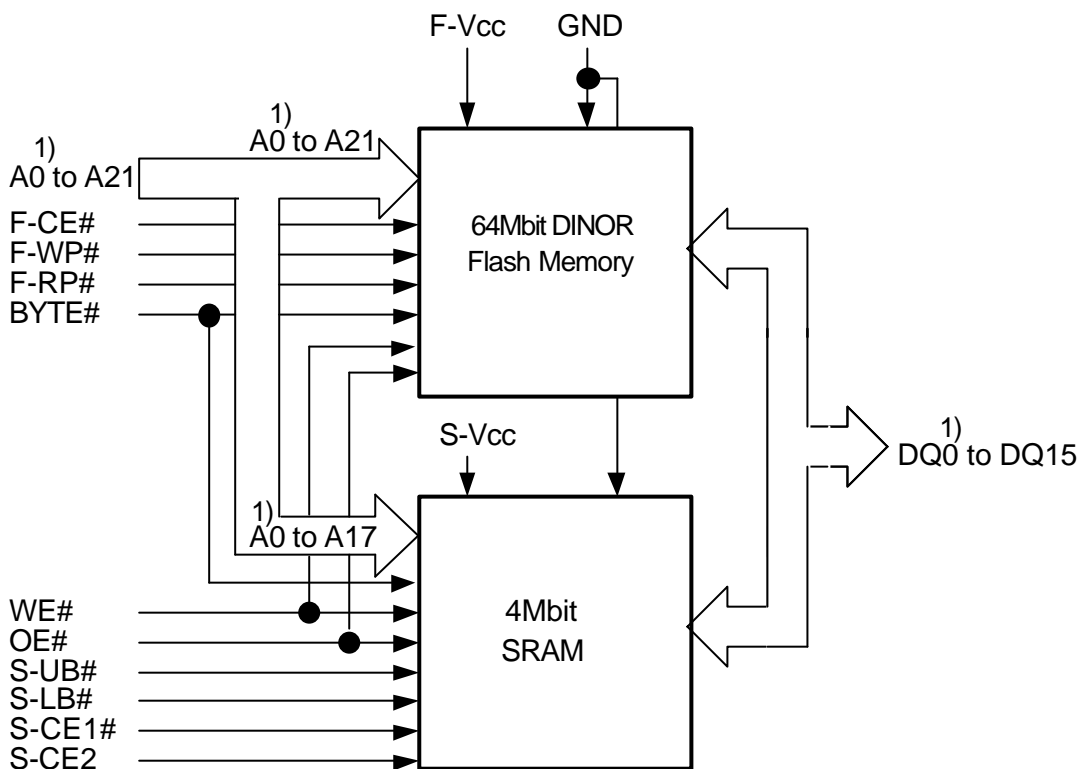 F-Vcc
GND
1)
A0 to A21
1)
A0 to A21
F-CE#
F-WP#
F-RP#
BYTE#
64Mbit DINOR
Flash Memory
S-Vcc
1)
DQ0 to DQ15
1)
A0 to A17
WE#
OE#
S-UB#
S-LB#
S-CE1#
S-CE2
4Mbit
SRAM